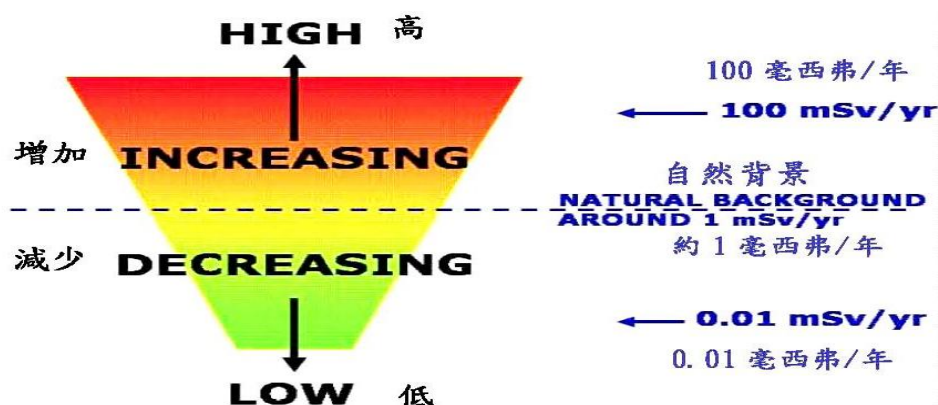 HIGH 高
100 毫西弗/年
100 mSv/yr
增加 INCREASING
自然背景
NATURAL BACKGROUND
AROUND 1 mSv/yr
約 1 毫西弗/年
減少 DECREASING
0.01 mSv/yr
0.01 毫西弗/年
LOW 低